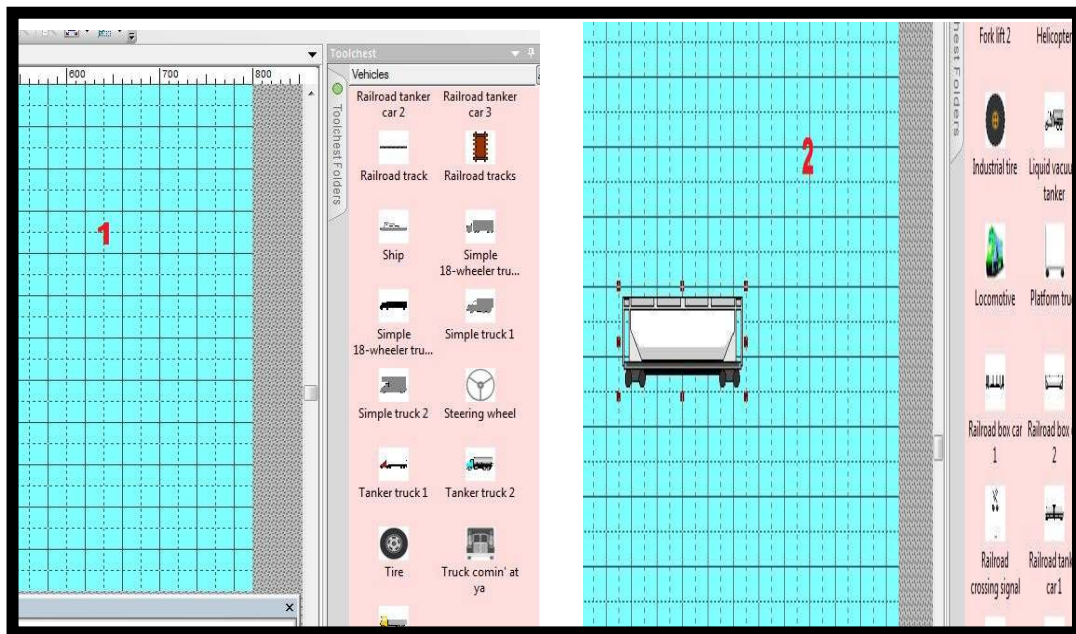 Toolchest
600 700 800
Vehicles
Toolchest Folders
Railroad tanker
car 2
Railroad tanker
car 3
Railroad track
Railroad tracks
1
Ship
Simple
18-wheeler tru...
Simple
18-wheeler tru...
Simple truck 1
Simple truck 2
Steering wheel
Tanker truck 1
Tanker truck 2
Tire
Truck comin' at
ya
2
hest Folders
Fork lift 2
Helicopter
Industrial tire
Liquid vacuu
tanker
Locomotive
Platform tru
Railroad box car
1
Railroad box
2
Railroad
crossing signal
Railroad tank
car 1